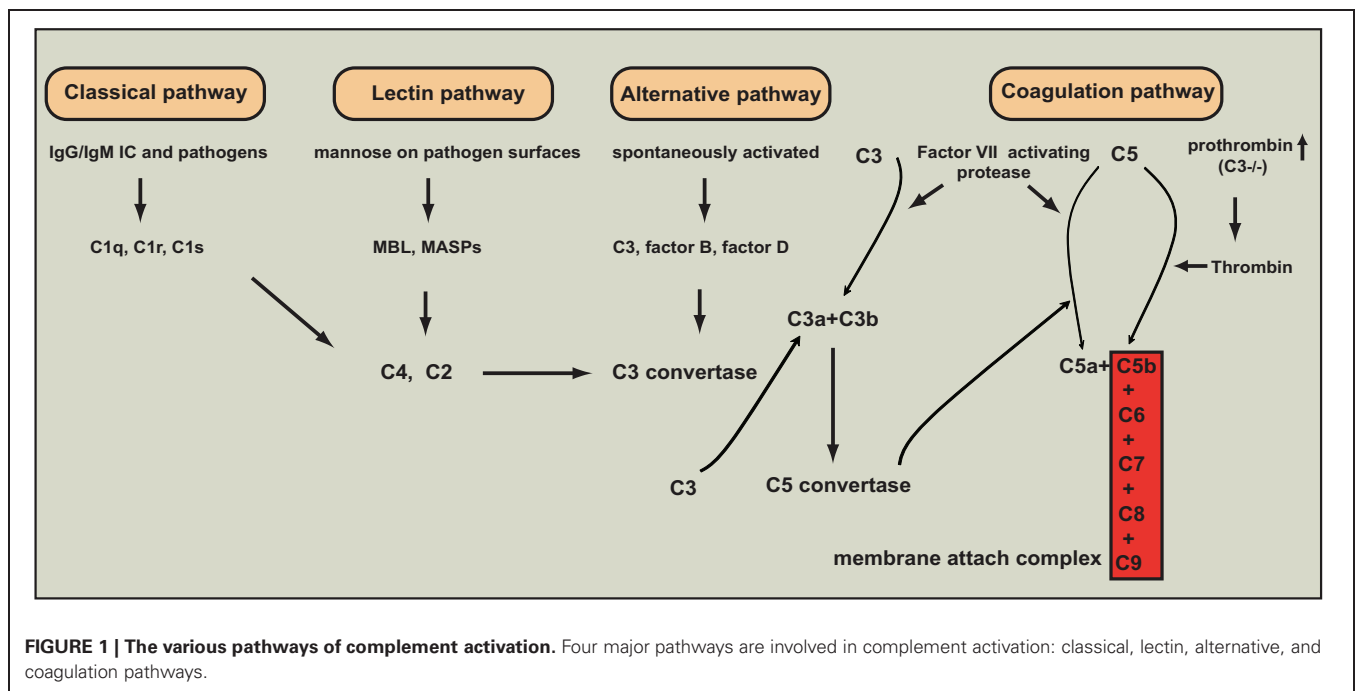 Classical pathway
Lectin pathway
Alternative pathway
Coagulation pathway
IgG/IgM IC and pathogens
mannose on pathogen surfaces
spontaneously activated
C3
Factor VII activating
protease
C5
prothrombin
(C3-/-)
C1q, C1r, C1s
MBL, MASPs
C3, factor B, factor D
Thrombin
C3a+C3b
C4, C2
C3 convertase
C5a+ C5b
+
C6
+
C7
+
C8
+
C9
C3
C5 convertase
membrane attach complex
FIGURE 1 | The various pathways of complement activation. Four major pathways are involved in complement activation: classical, lectin, alternative, and
coagulation pathways.